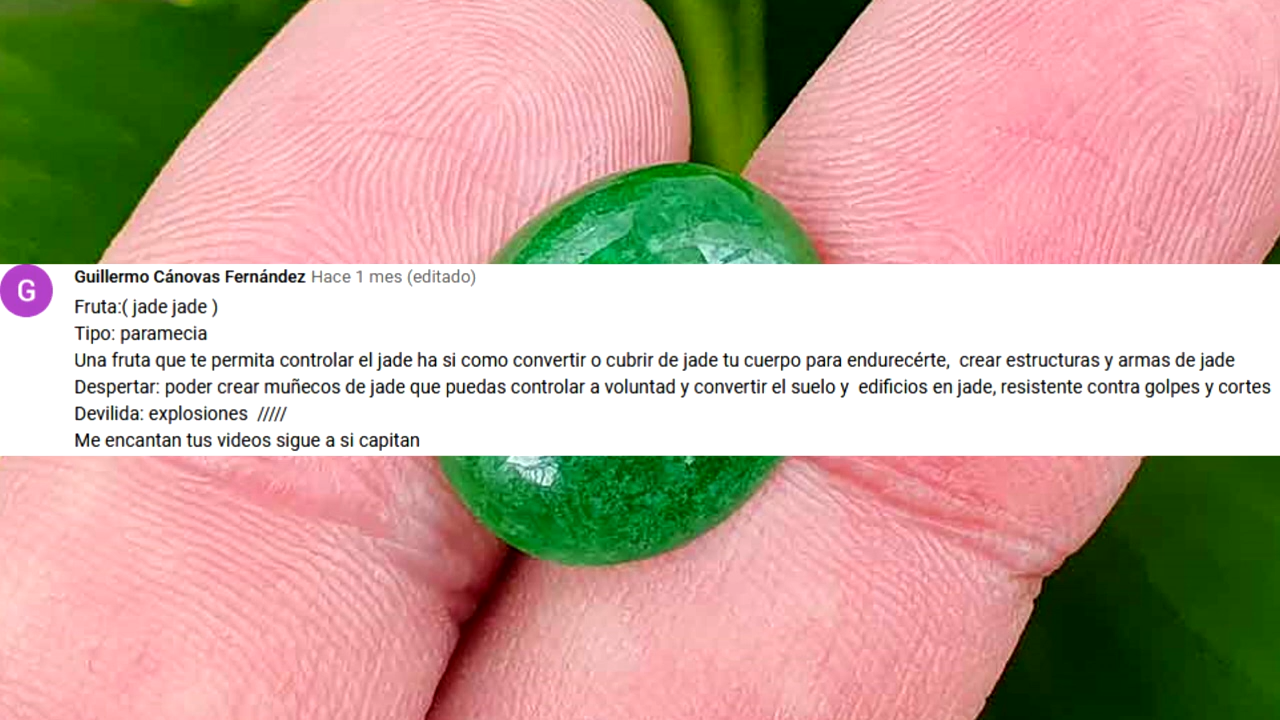 G
Guillermo Cánovas Fernández Hace 1 mes (editado)
Fruta:( jade jade )
Tipo: paramecia
Una fruta que te permita controlar el jade ha si como convertir o cubrir de jade tu cuerpo para endurecérte, crear estructuras y armas de jade
Despertar: poder crear muñecos de jade que puedas controlar a voluntad y convertir el suelo y edificios en jade, resistente contra golpes y cortes
Devilida: explosiones /////
Me encantan tus videos sigue a si capitan